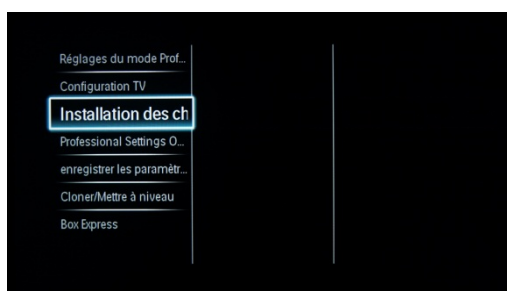 Réglages du mode Prof...
Configuration TV
Installation des ch
Professional Settings O...
enregistrer les paramètr...
Cloner/Mettre à niveau
Box Express